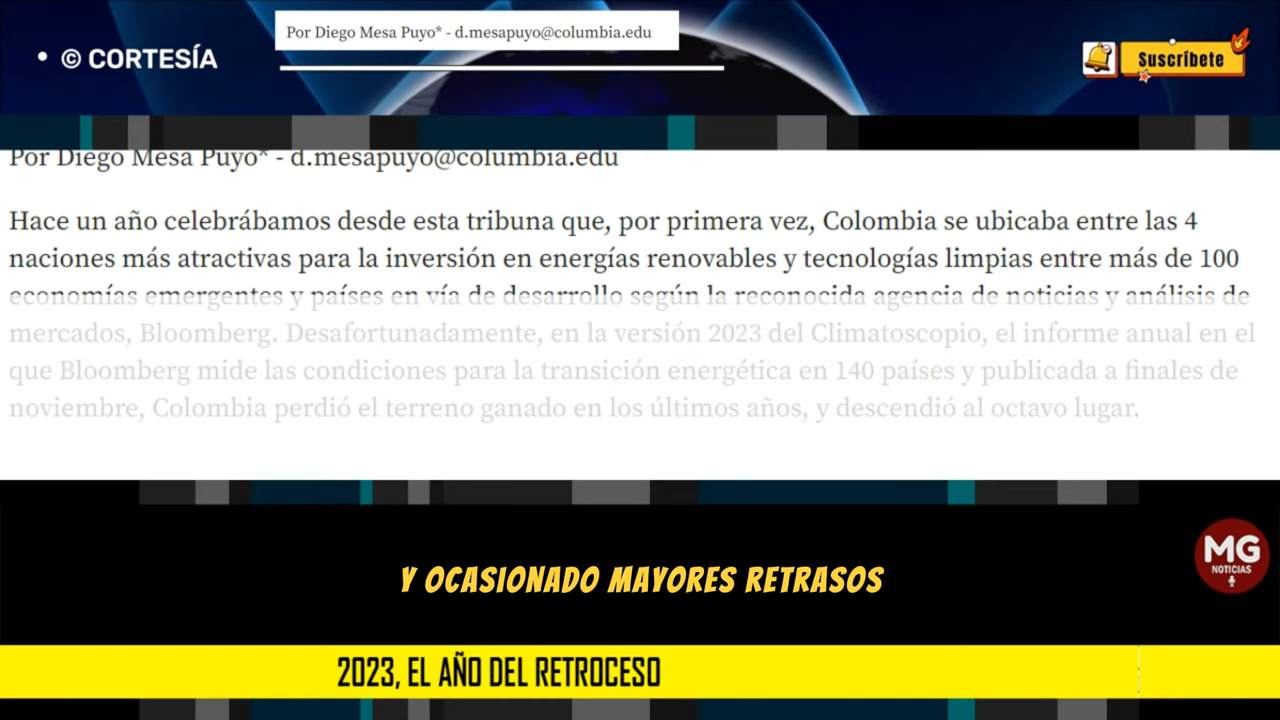 Por Diego Mesa Puyo* - d.mesapuyo@columbia.edu
• © CORTESÍA
Suscríbete
Por Diego Mesa Puyo* - d.mesapuyo@columbia.edu
Hace un año celebrábamos desde esta tribuna que, por primera vez, Colombia se ubicaba entre las 4
naciones más atractivas para la inversión en energías renovables y tecnologías limpias entre más de 100
economías emergentes y países en vía de desarrollo según la reconocida agencia de noticias y análisis de
mercados, Bloomberg. Desafortunadamente, en la versión 2023 del Climatoscopio, el informe anual en el
que Bloomberg mide las condiciones para la transición energética en 140 países y publicada a finales de
noviembre, Colombia perdió el terreno ganado en los últimos años, y descendió al octavo lugar.
MG
NOTICIAS
Y OCASIONADO MAYORES RETRASOS
2023, EL AÑO DEL RETROCESO